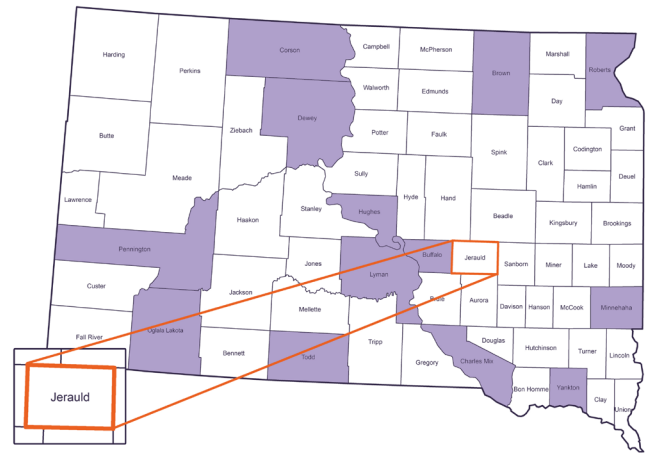 Harding
Perkins
Corson
Campbell
McPherson
Brown
Marshall
Roberts
Walworth
Edmunds
Day
Dewey
Ziebach
Butte
Potter
Faulk
Spink
Grant
Codington
Clark
Deuel
Meade
Sully
Hamlin
Lawrence
Haakon
Stanley
Hughes
Hyde
Hand
Beadle
Kingsbury
Brookings
Pennington
Jones
Lyman
Buffalo
Jerauld
Sanborn
Miner
Lake
Moody
Custer
Jackson
Mellette
Brule
Aurora
Davison
Hanson
McCook
Minnehaha
Fall River
Oglala Lakota
Bennett
Todd
Tripp
Gregory
Charles Mix
Douglas
Hutchinson
Turner
Lincoln
Bon Homme
Yankton
Clay
Union
Jerauld